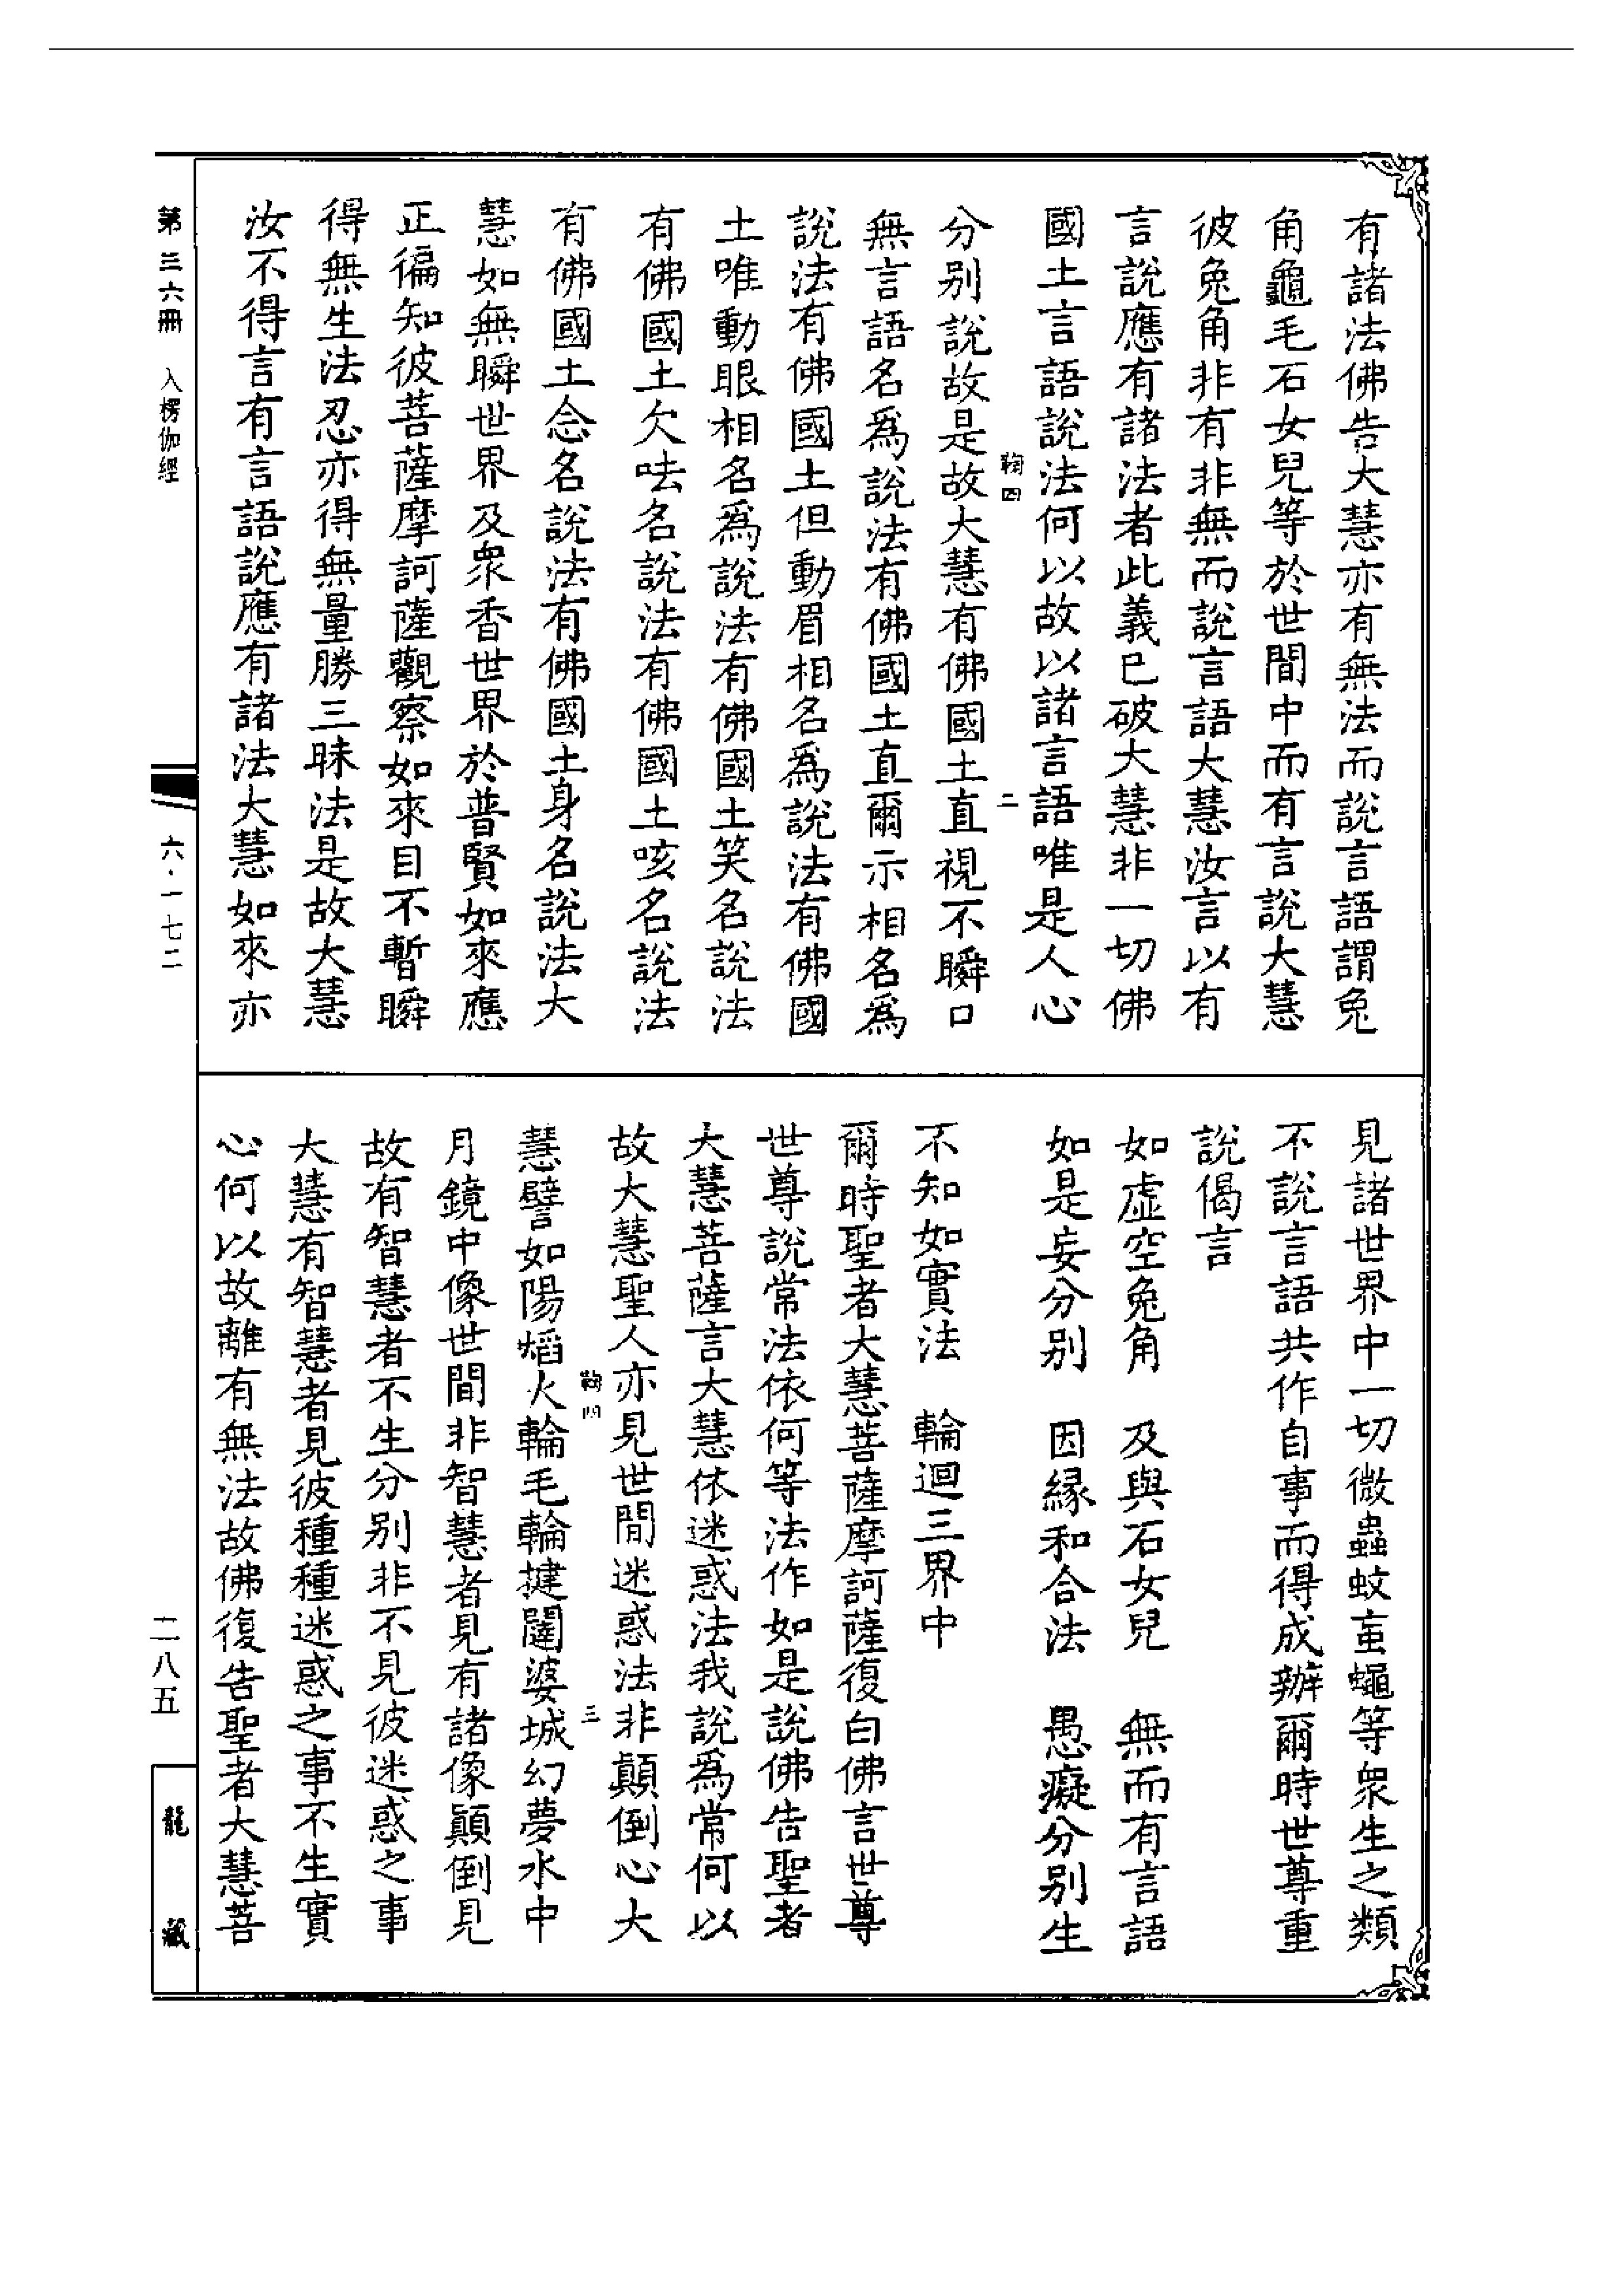 有諸法佛告大慧亦有無法而說言語謂兔
角龜毛石女兒等於世間中而有言說大慧
彼兔角非有非無而說言語大慧汝言以有
言說應有諸法者此義已破大慧非一切佛
國土言語說法何以故以諸言語唯是人心
鞠四 二
分別說故是故大慧有佛國土直視不瞬口
無言語名爲說法有佛國土直爾示相名爲
說法有佛國土但動眉相名爲說法有佛國
土唯動眼相名爲說法有佛國土笑名說法
有佛國土欠呿名說法有佛國土咳名說法
有佛國土念名說法有佛國土身名說法大
慧如無瞬世界及衆香世界於普賢如來應
正徧知彼菩薩摩訶薩觀察如來目不暫瞬
得無生法忍亦得無量勝三昧法是故大慧
汝不得言有言語說應有諸法大慧如來亦
見諸世界中一切微蟲蚊䖟蠅等衆生之類
不說言語共作自事而得成辦爾時世尊重
說偈言
如虛空兔角 及與石女兒 無而有言語
如是妄分別 因緣和合法 愚癡分別生
不知如實法 輪迴三界中
爾時聖者大慧菩薩摩訶薩復白佛言世尊
世尊說常法依何等法作如是說佛告聖者
大慧菩薩言大慧依迷惑法我說爲常何以
故大慧聖人亦見世間迷惑法非顛倒心大
鞠四 三
慧譬如陽焰火輪毛輪揵闥婆城幻夢水中
月鏡中像世間非智慧者見有諸像顛倒見
故有智慧者不生分別非不見彼迷惑之事
大慧有智慧者見彼種種迷惑之事不生實
心何以故離有無法故佛復告聖者大慧菩
第三六冊 入楞伽經
六·一七二
二八五
龍藏